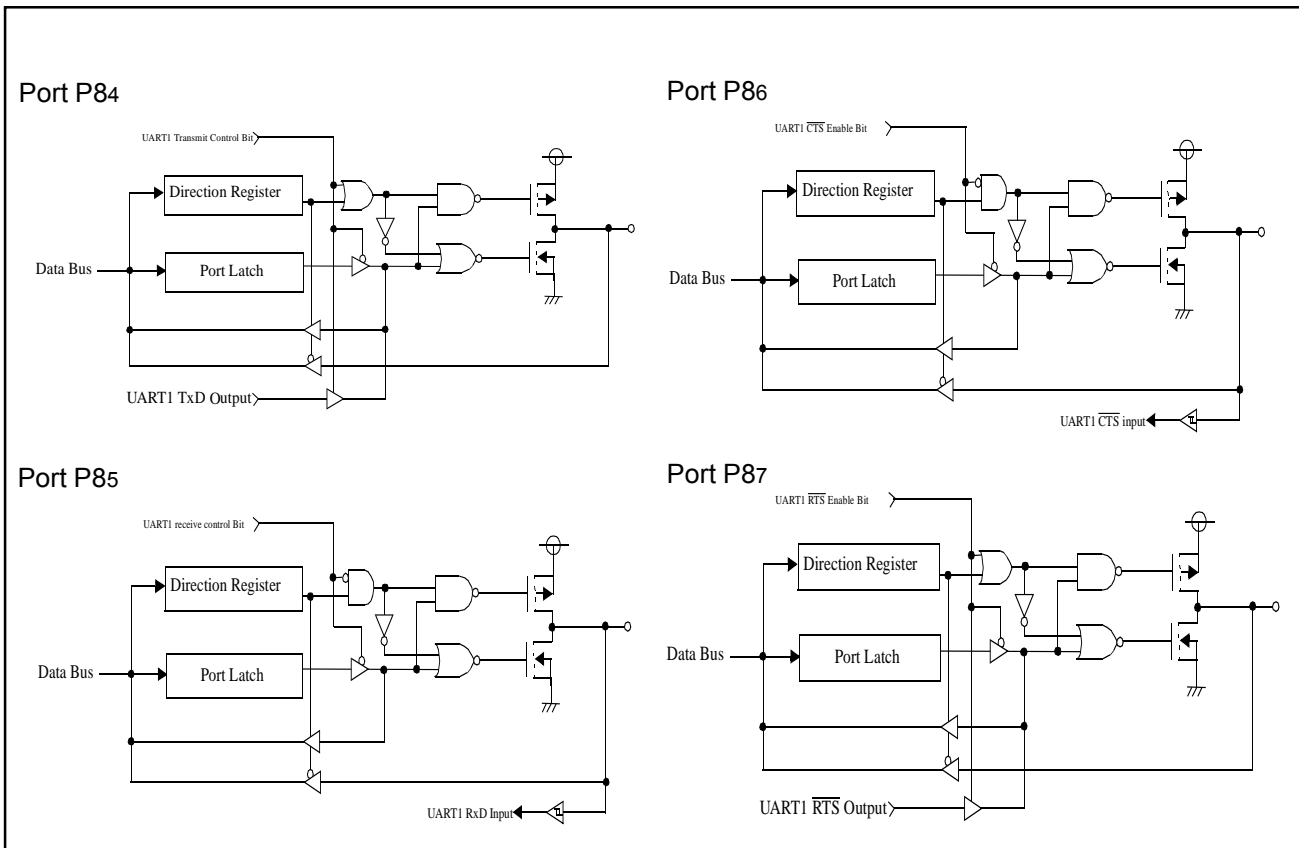 Port P84
UART1 Transmit Control Bit
Direction Register
Data Bus
Port Latch
UART1 TxD Output
Port P86
UART1 CTS Enable Bit
Direction Register
Data Bus
Port Latch
UART1 CTS input
Port P85
UART1 receive control Bit
Direction Register
Data Bus
Port Latch
UART1 RxD Input
Port P87
UART1 RTS Enable Bit
Direction Register
Data Bus
Port Latch
UART1 RTS Output